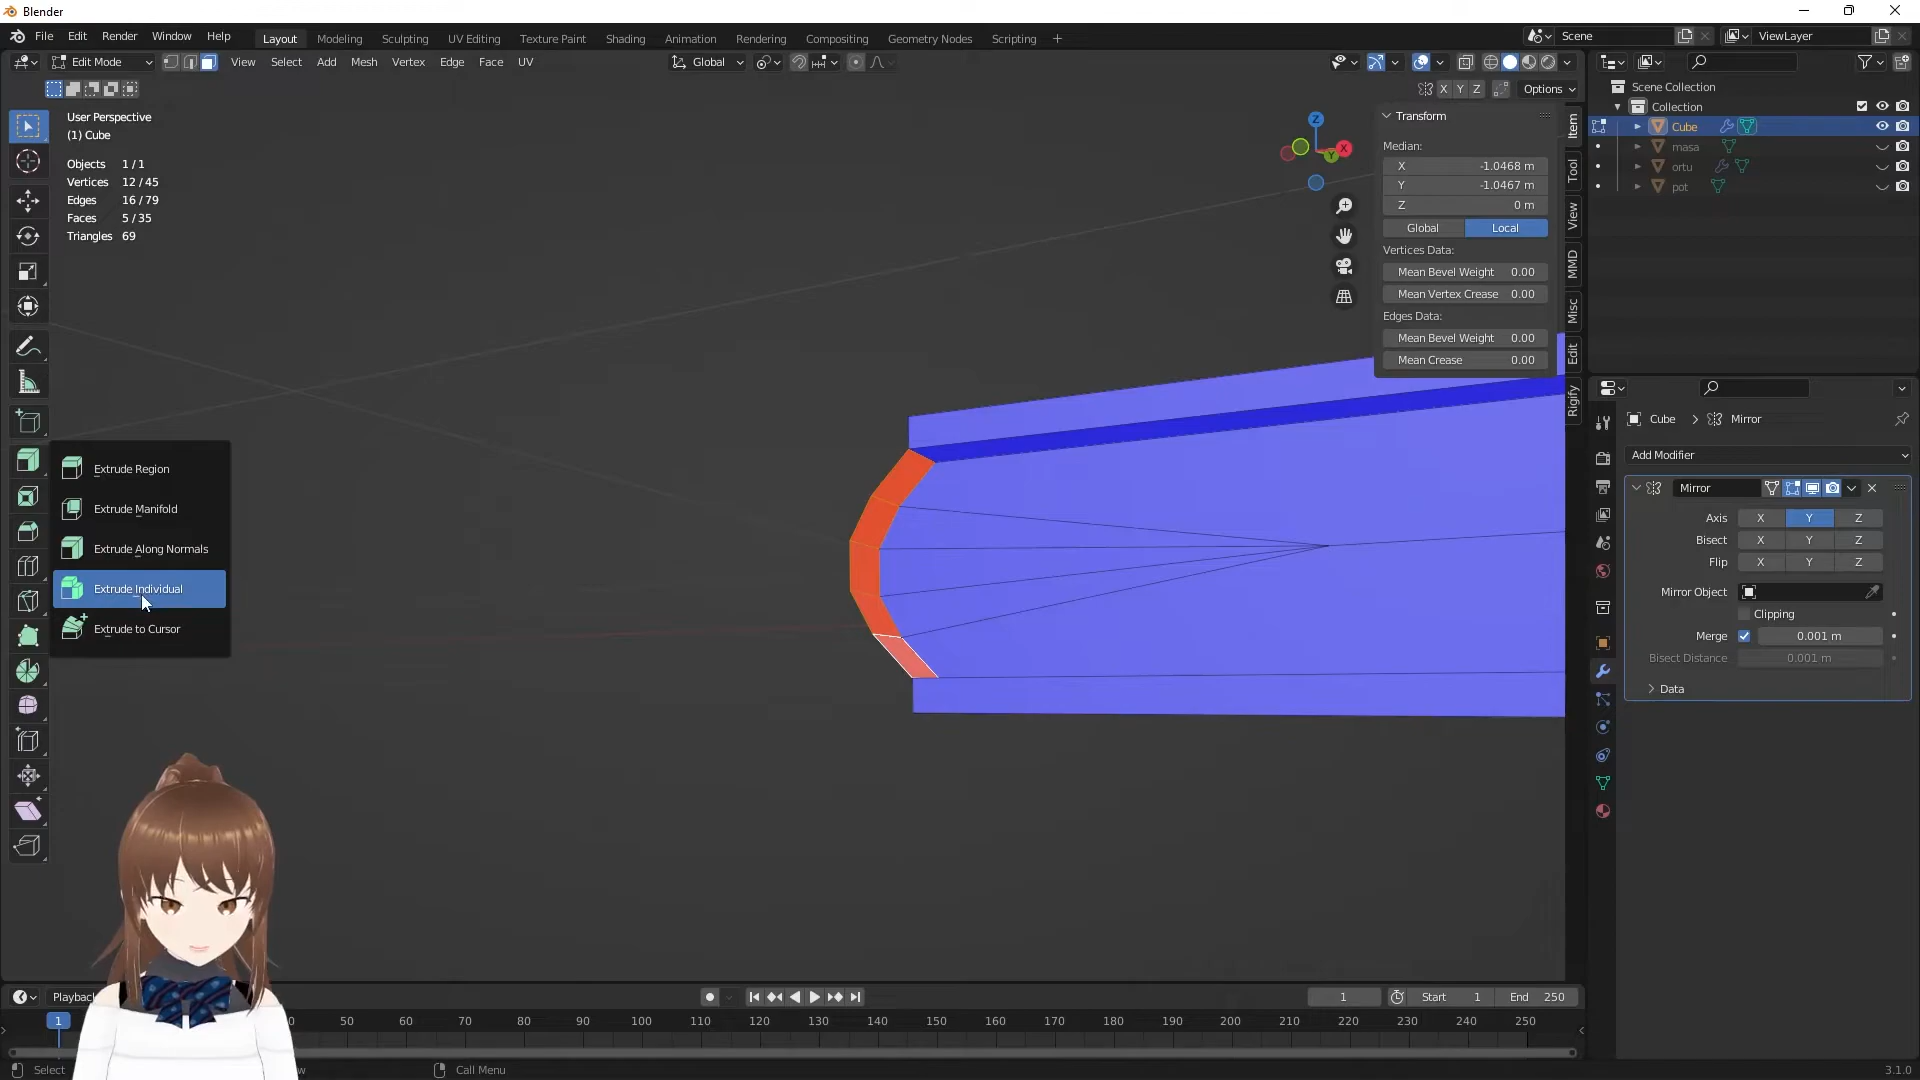 Blender
File Edit Render Window Help
Layout Modeling Sculpting UV Editing Texture Paint Shading Animation Rendering Compositing Geometry Nodes Scripting +
Scene
ViewLayer
Edit Mode
View Select Add Mesh Vertex Edge Face UV
Global
X Y Z
Options
User Perspective
(1) Cube
Objects 1/1
Vertices 12/45
Edges 16/79
Faces 5/35
Triangles 69
Extrude Region
Extrude Manifold
Extrude Along Normals
Extrude Individual
Extrude to Cursor
Z
X
Y
Transform
Median:
X -1.0468 m
Y -1.0467 m
Z 0 m
Global Local
Vertices Data:
Mean Bevel Weight 0.00
Mean Vertex Crease 0.00
Edges Data:
Mean Bevel Weight 0.00
Mean Crease 0.00
Item
Tool
View
MMD
Misc
Edit
Rigify
Scene Collection
Collection
Cube
masa
ortu
pot
Cube > Mirror
Add Modifier
Mirror
Axis X Y Z
Bisect X Y Z
Flip X Y Z
Mirror Object
Clipping
Merge 0.001 m
Bisect Distance 0.001 m
Data
Playback
1
Start 1
End 250
1 50 60 70 80 90 100 110 120 130 140 150 160 170 180 190 200 210 220 230 240 250
Select
Call Menu
3.1.0